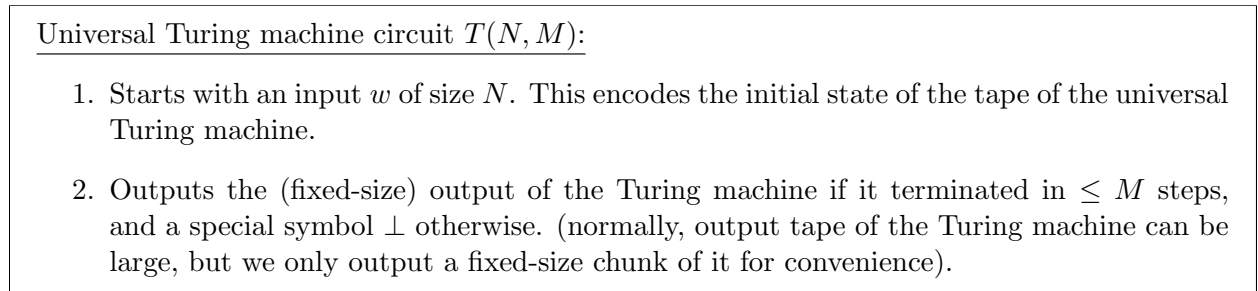 Universal Turing machine circuit T(N, M):
1. Starts with an input w of size N. This encodes the initial state of the tape of the universal
Turing machine.
2. Outputs the (fixed-size) output of the Turing machine if it terminated in ≤ M steps,
and a special symbol ⊥ otherwise. (normally, output tape of the Turing machine can be
large, but we only output a fixed-size chunk of it for convenience).